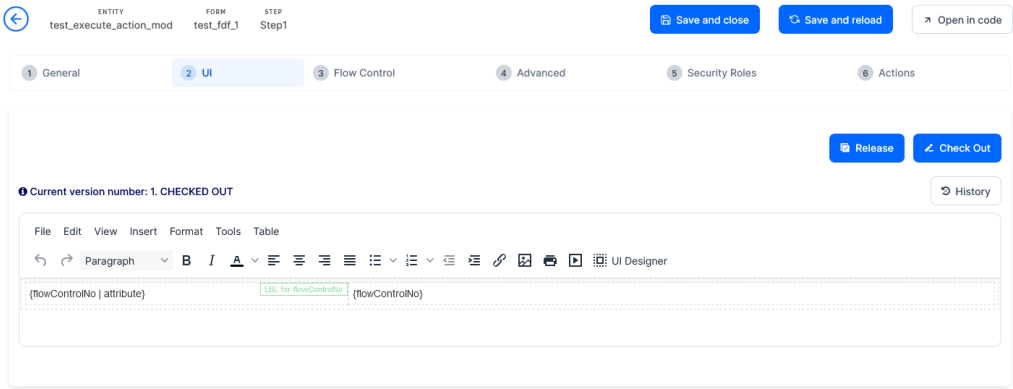 ENTITY FORM STEP
test_execute_action_mod test_fdf_1 Step1
Save and close Save and reload Open in code
1 General 2 UI 3 Flow Control 4 Advanced 5 Security Roles 6 Actions
Release Check Out
Current version number: 1. CHECKED OUT
History
File Edit View Insert Format Tools Table
Paragraph B I A UI Designer
LBL for flowControlNo
{flowControlNo | attribute} {flowControlNo}